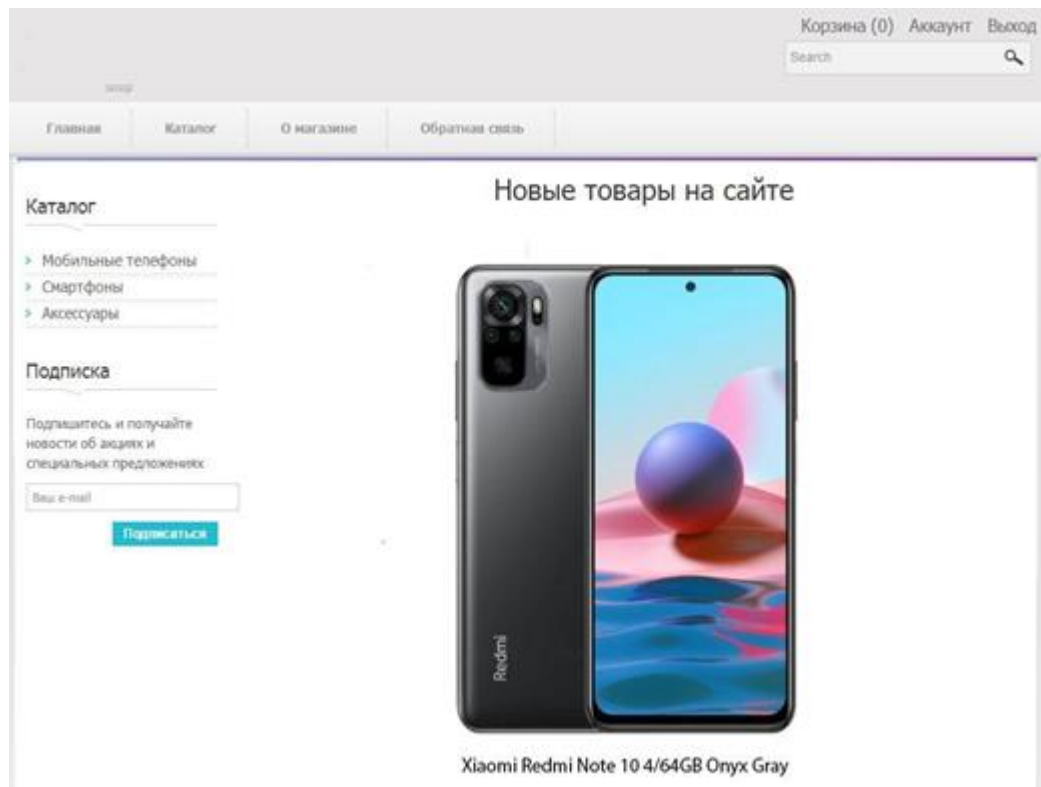 Корзина (0) Аккаунт Выход
Search
Главная Каталог О магазине Обратная связь
Новые товары на сайте
Каталог
Мобильные телефоны
Смартфоны
Аксессуары
Подписка
Подпишитесь и получайте
новости об акциях и
специальных предложениях
Ваш e-mail
Подписаться
Redmi
Xiaomi Redmi Note 10 4/64GB Onyx Gray